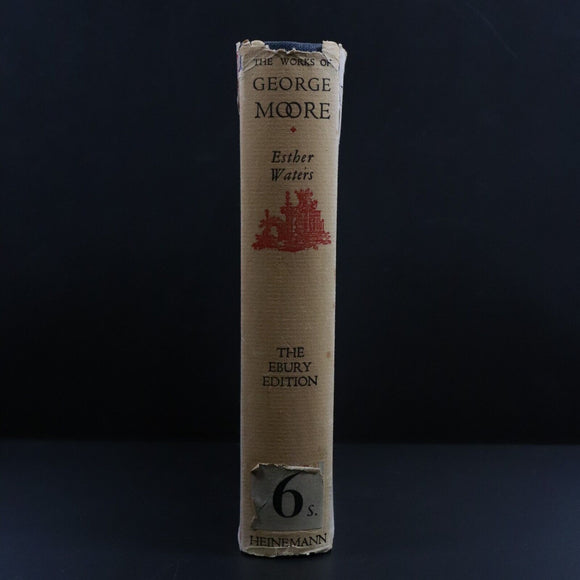 THE WORKS OF
GEORGE
MOORE
Esther
Waters
THE
EBURY
EDITION
6s.
HEINEMANN